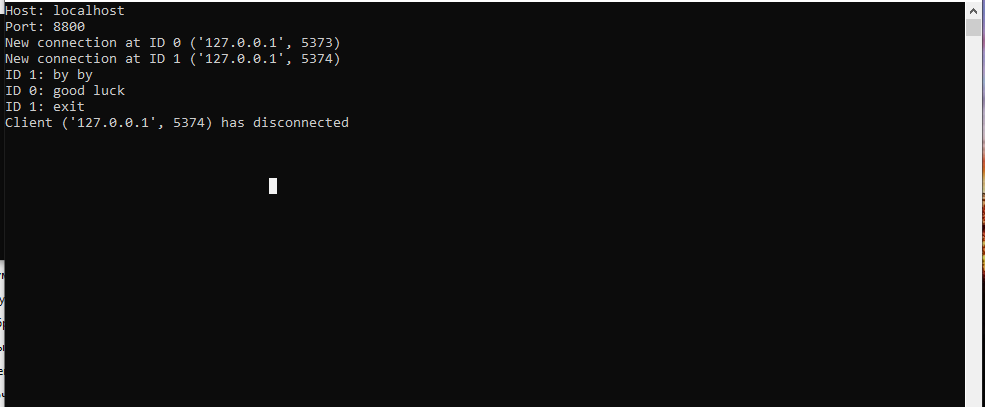 Host: localhost
Port: 8800
New connection at ID 0 ('127.0.0.1', 5373)
New connection at ID 1 ('127.0.0.1', 5374)
ID 1: by by
ID 0: good luck
ID 1: exit
Client ('127.0.0.1', 5374) has disconnected